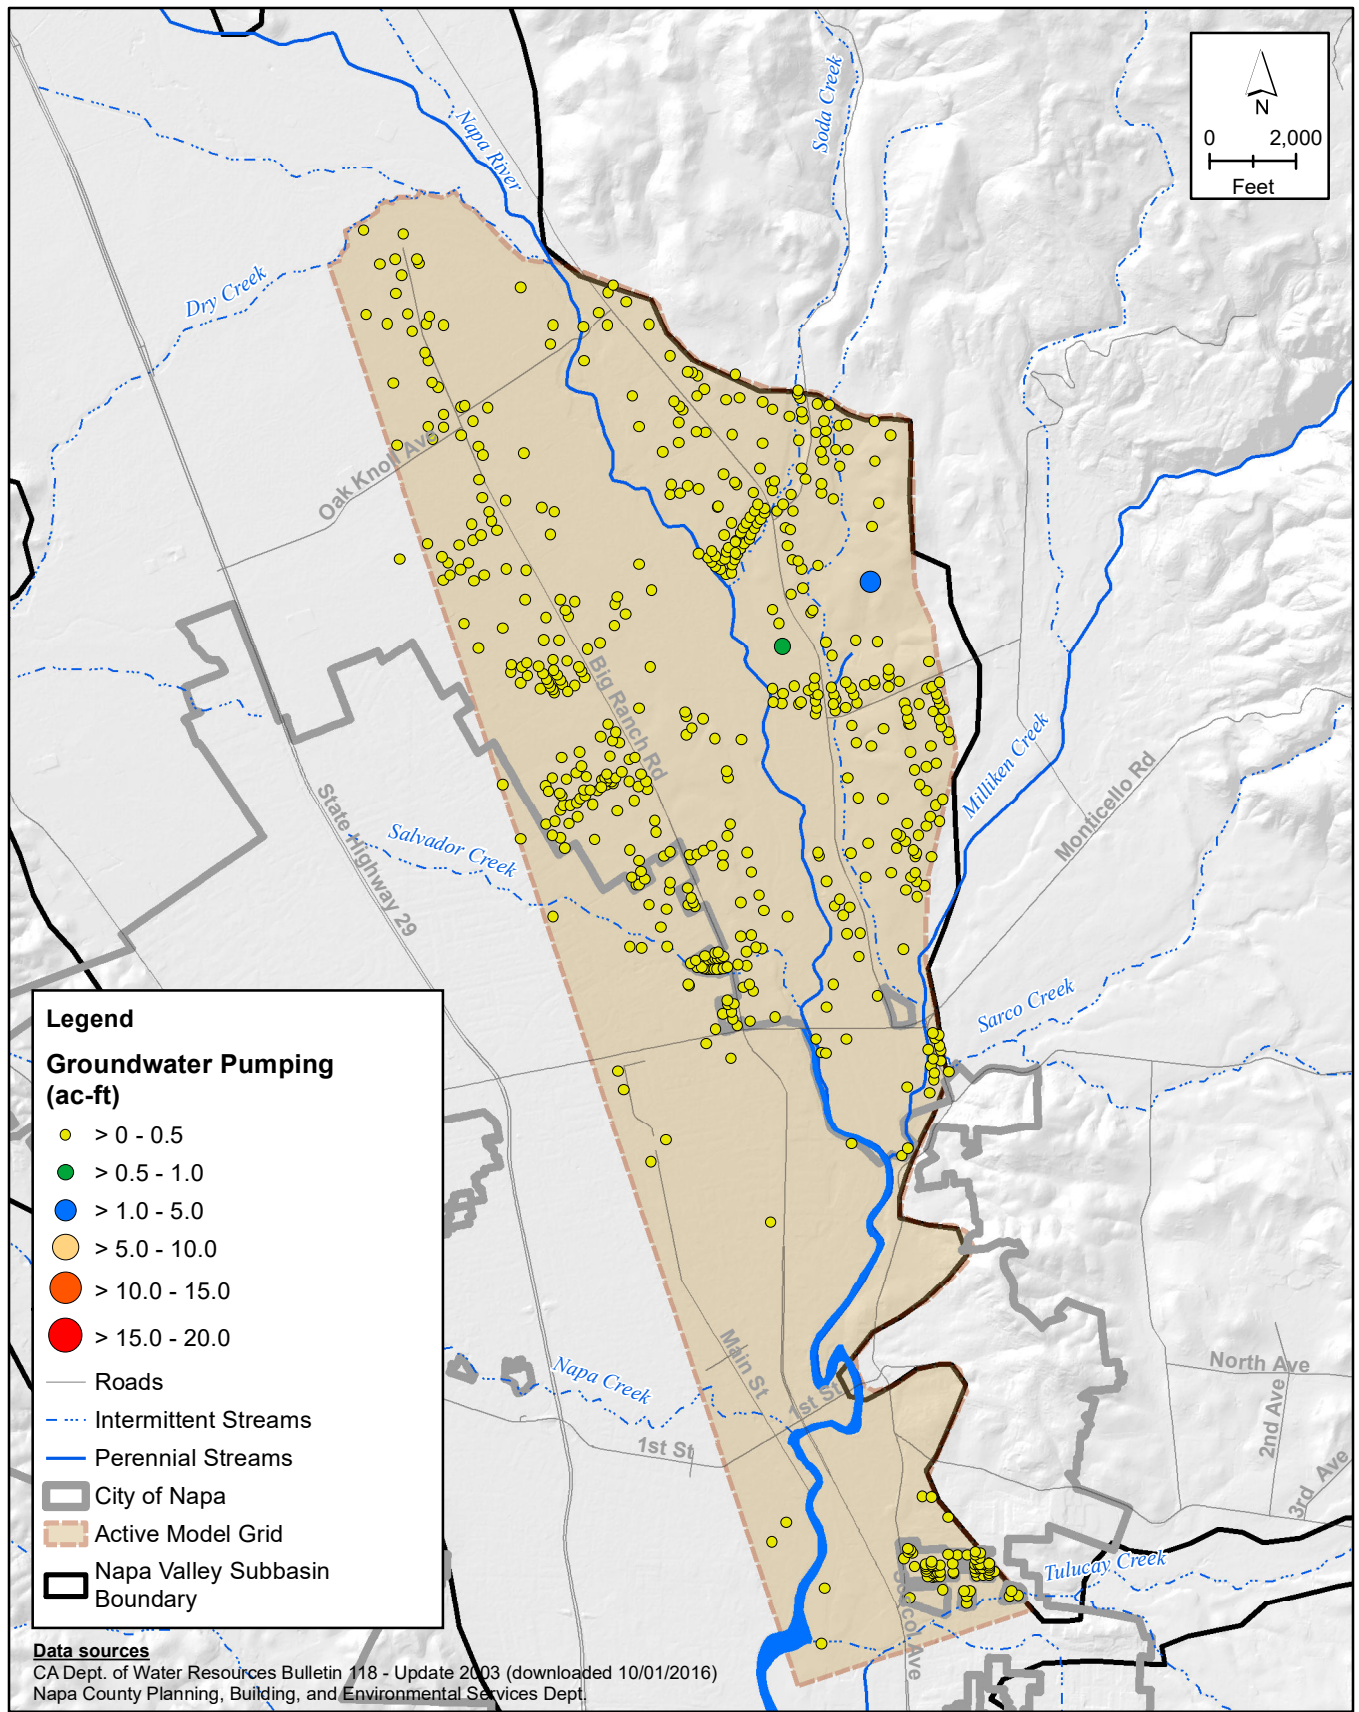 Soda Creek
Napa River
N
0 2,000
Feet
Dry Creek
Oak Knoll Ave
Big Ranch Rd
Milliken Creek
Monticello Rd
State Highway 29
Salvador Creek
Sarco Creek
Legend
Groundwater Pumping
(ac-ft)
> 0 - 0.5
> 0.5 - 1.0
> 1.0 - 5.0
> 5.0 - 10.0
> 10.0 - 15.0
> 15.0 - 20.0
Roads
Intermittent Streams
Perennial Streams
City of Napa
Active Model Grid
Napa Valley Subbasin
Boundary
Main St
Napa Creek
1st St
1st St
North Ave
2nd Ave
3rd Ave
Tulucay Creek
Data sources
CA Dept. of Water Resources Bulletin 118 - Update 2003 (downloaded 10/01/2016)
Napa County Planning, Building, and Environmental Services Dept.